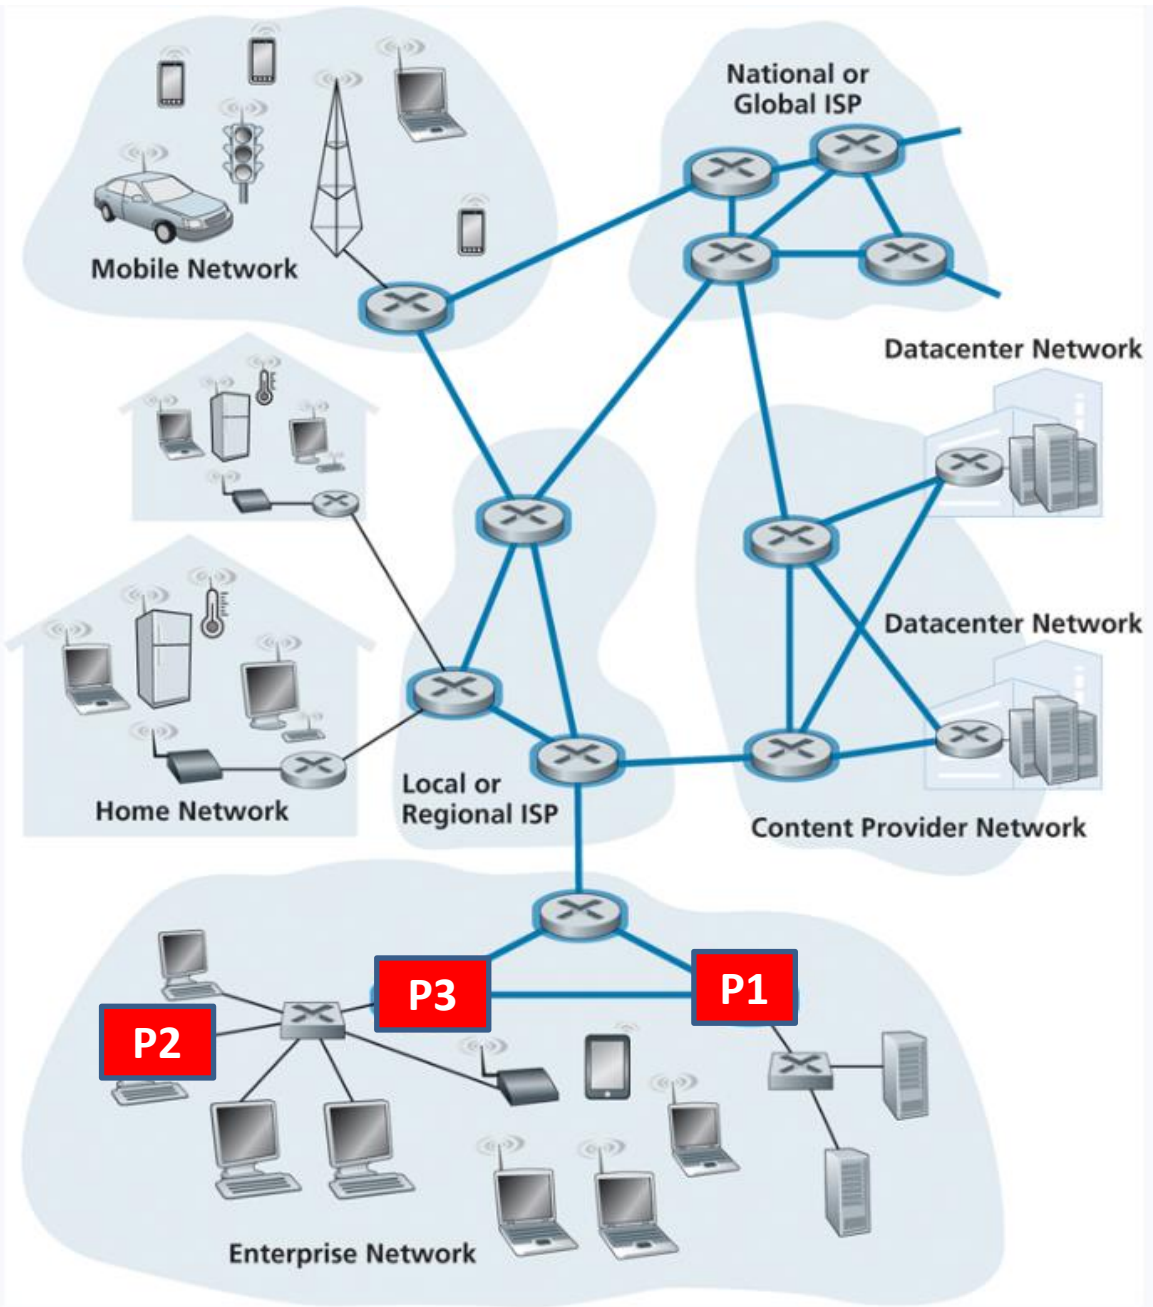 National or
Global ISP
Mobile Network
Datacenter Network
Datacenter Network
Local or
Regional ISP
Home Network
Content Provider Network
P3
P1
P2
Enterprise Network